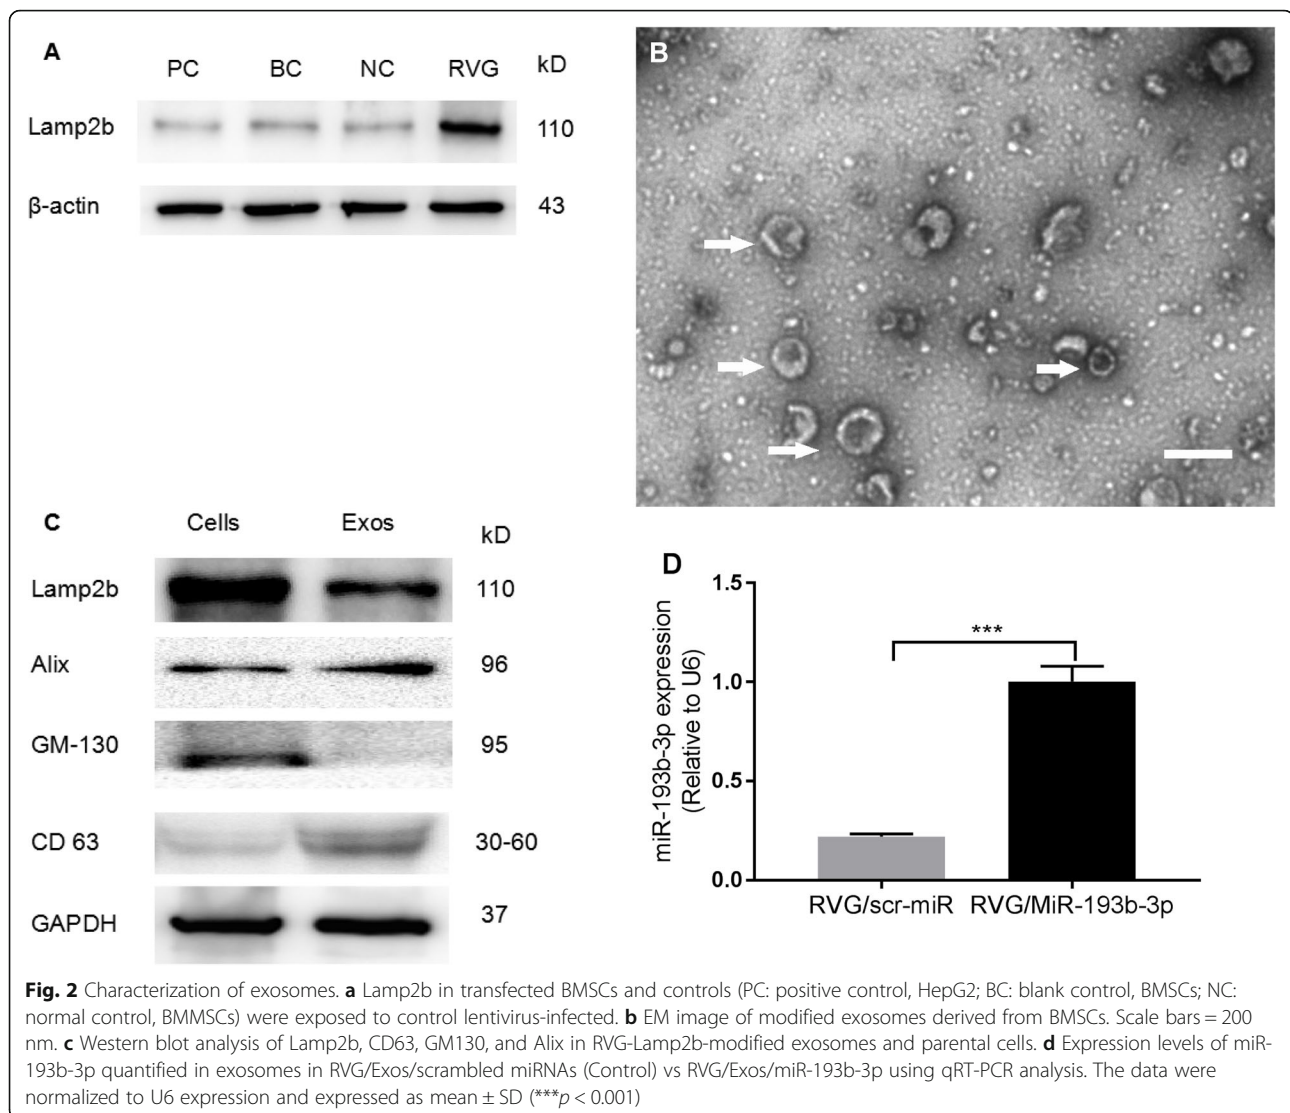 A
PC BC NC RVG kD
Lamp2b 110
β-actin 43
B
C
Cells Exos kD
Lamp2b 110
Alix 96
GM-130 95
CD 63 30-60
GAPDH 37
D
miR-193b-3p expression
(Relative to U6)
1.5
1.0
0.5
0.0
***
RVG/scr-miR RVG/MiR-193b-3p
Fig. 2 Characterization of exosomes. a Lamp2b in transfected BMSCs and controls (PC: positive control, HepG2; BC: blank control, BMSCs; NC:
normal control, BMMSCs) were exposed to control lentivirus-infected. b EM image of modified exosomes derived from BMSCs. Scale bars = 200
nm. c Western blot analysis of Lamp2b, CD63, GM130, and Alix in RVG-Lamp2b-modified exosomes and parental cells. d Expression levels of miR-
193b-3p quantified in exosomes in RVG/Exos/scrambled miRNAs (Control) vs RVG/Exos/miR-193b-3p using qRT-PCR analysis. The data were
normalized to U6 expression and expressed as mean ± SD (***p < 0.001)